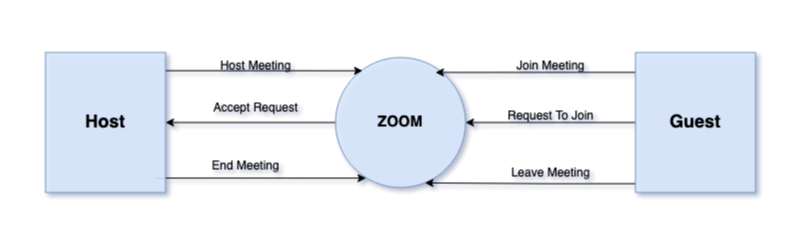 Host Meeting
Join Meeting
Accept Request
Request To Join
Host
ZOOM
Guest
End Meeting
Leave Meeting